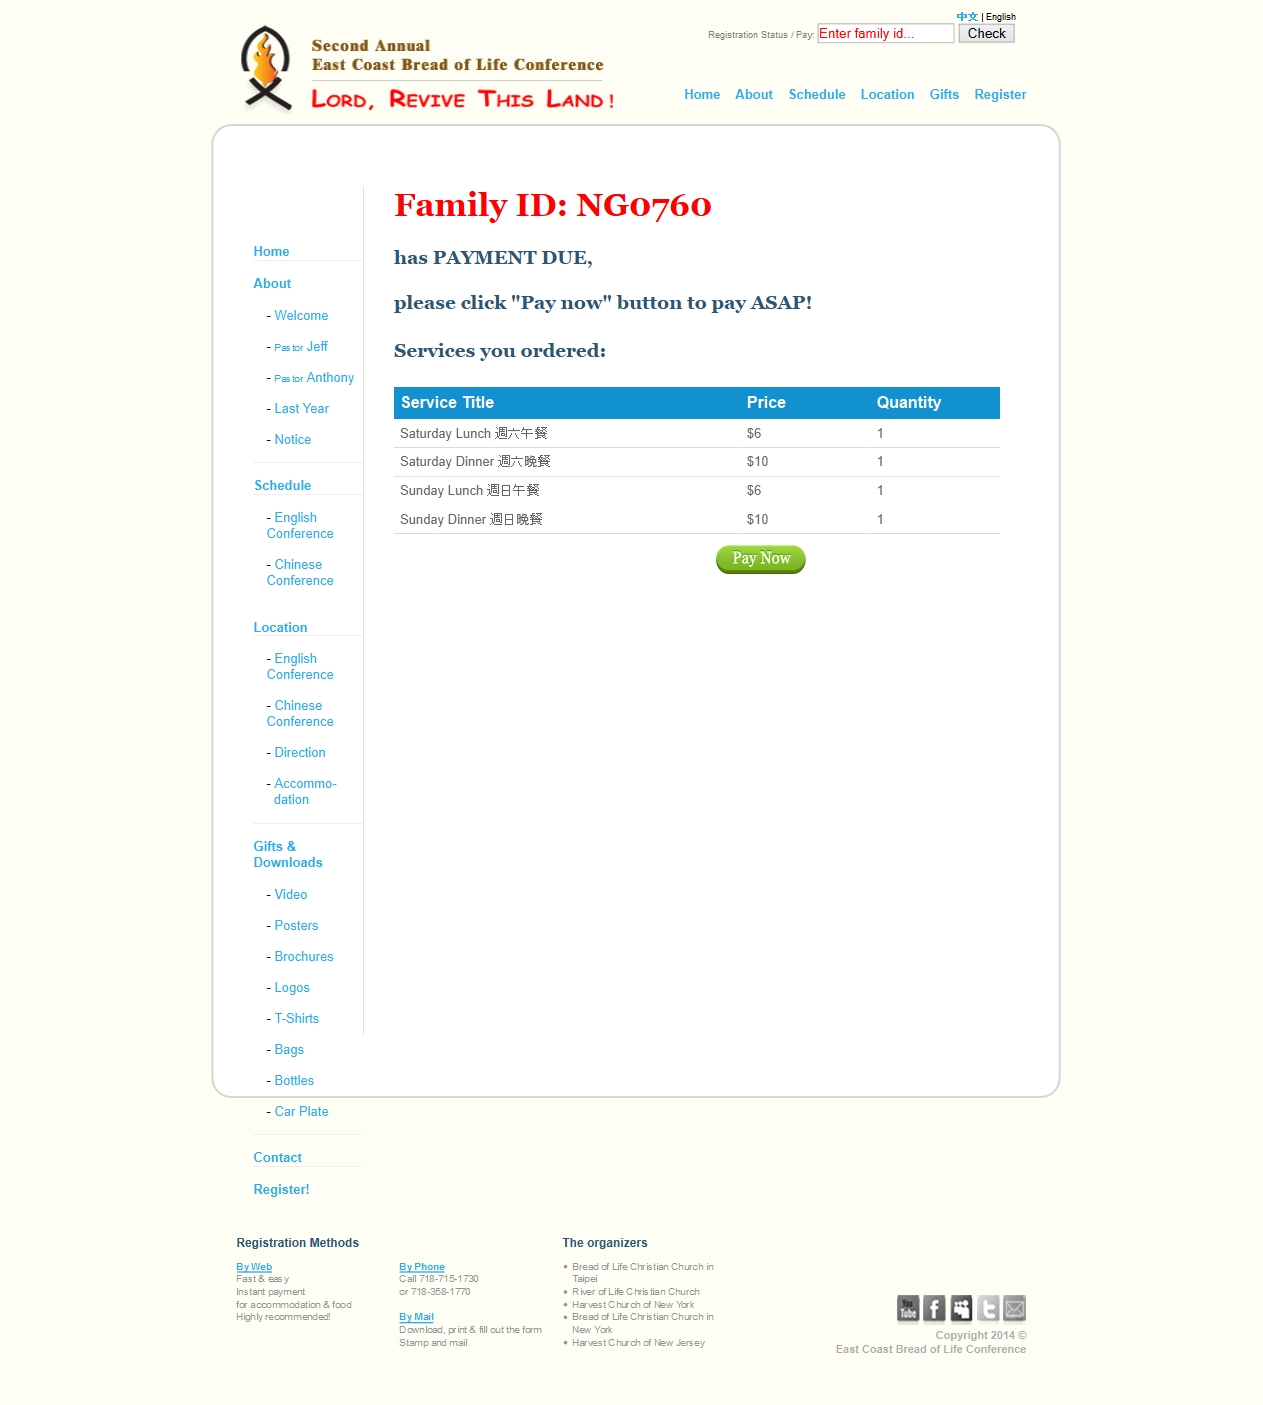 中文 | English
Registration Status / Pay: Enter family id... Check
Second Annual
East Coast Bread of Life Conference
Lord, Revive This Land!
Home About Schedule Location Gifts Register
Family ID: NG0760
has PAYMENT DUE,
please click "Pay now" button to pay ASAP!
Services you ordered:
Service Title Price Quantity
Saturday Lunch 週六午餐 $6 1
Saturday Dinner 週六晚餐 $10 1
Sunday Lunch 週日午餐 $6 1
Sunday Dinner 週日晚餐 $10 1
Pay Now
Home
About
- Welcome
- Pastor Jeff
- Pastor Anthony
- Last Year
- Notice
Schedule
- English
Conference
- Chinese
Conference
Location
- English
Conference
- Chinese
Conference
- Direction
- Accommo-
dation
Gifts &
Downloads
- Video
- Posters
- Brochures
- Logos
- T-Shirts
- Bags
- Bottles
- Car Plate
Contact
Register!
Registration Methods
By Web
Fast & easy
Instant payment
for accommodation & food
Highly recommended!
By Phone
Call 718-715-1730
or 718-358-1770
By Mail
Download, print & fill out the form
Stamp and mail
The organizers
• Bread of Life Christian Church in
Taipei
• River of Life Christian Church
• Harvest Church of New York
• Bread of Life Christian Church in
New York
• Harvest Church of New Jersey
You Tube
Copyright 2014 ©
East Coast Bread of Life Conference